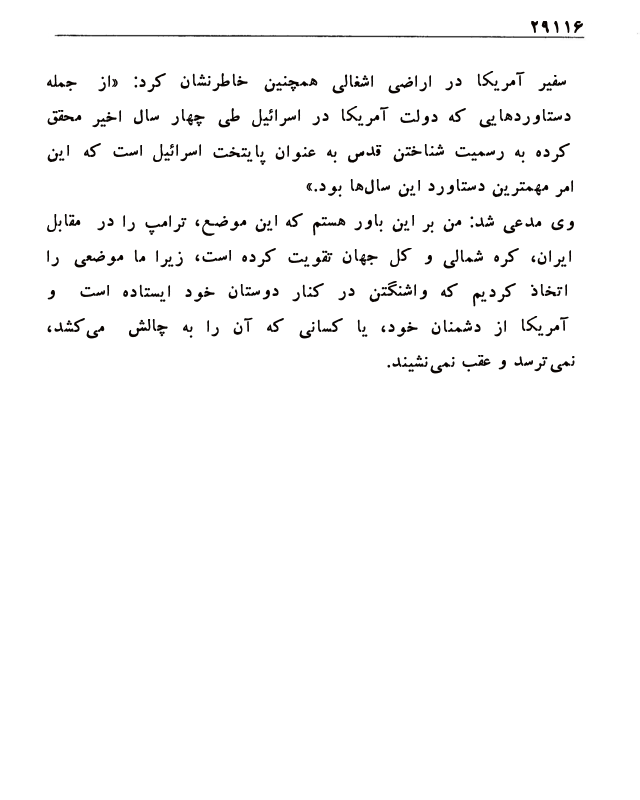 ۲۹۱۱۶
سفیر آمریکا در اراضی اشغالی همچنین خاطرنشان کرد: «از جمله
دستاوردهایی که دولت آمریکا در اسرائیل طی چهار سال اخیر محقق
کرده به رسمیت شناختن قدس به عنوان پایتخت اسرائیل است که این
امر مهمترین دستاورد این سال‌ها بود.»
وی مدعی شد: من بر این باور هستم که این موضع، ترامپ را در مقابل
ایران، کره شمالی و کل جهان تقویت کرده است، زیرا ما موضعی را
اتخاذ کردیم که واشنگتن در کنار دوستان خود ایستاده است و
آمریکا از دشمنان خود، یا کسانی که آن را به چالش می‌کشد،
نمی‌ترسد و عقب نمی‌نشیند.